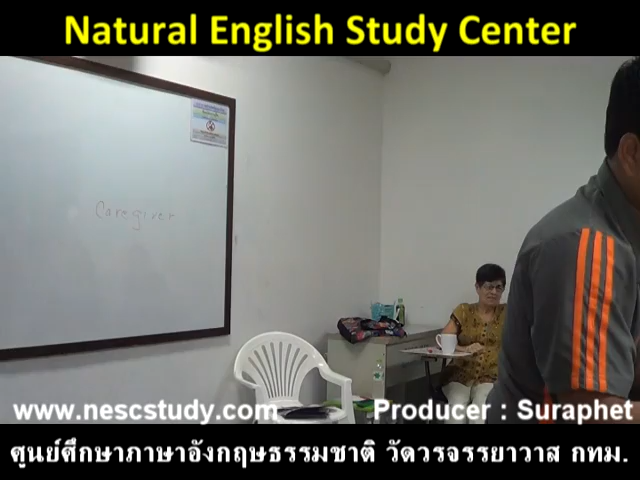 Natural English Study Center
Caregiver
www.nescstudy.com
Producer : Suraphet
ศูนย์ศึกษาภาษาอังกฤษธรรมชาติ วัดวรจรรยาวาส กทม.